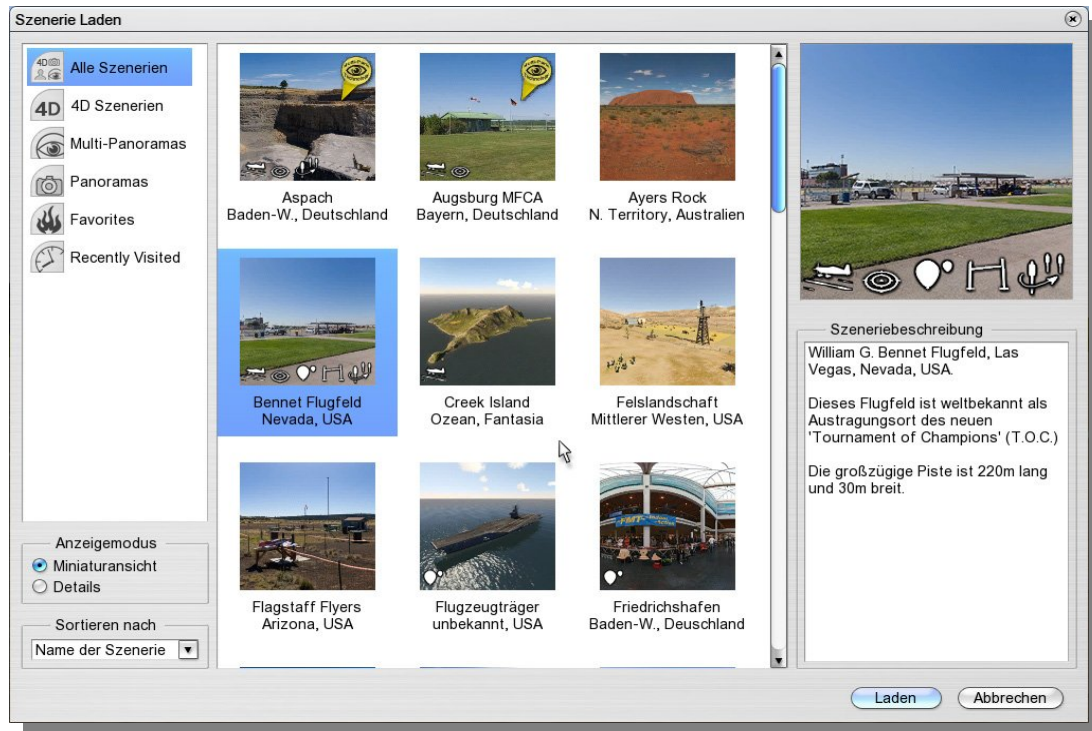 Szenerie Laden
Alle Szenerien
4D
4D Szenerien
Multi-Panoramas
Panoramas
Favorites
Recently Visited
Anzeigemodus
Miniaturansicht
Details
Sortieren nach
Name der Szenerie
Aspach
Baden-W., Deutschland
Augsburg MFCA
Bayern, Deutschland
Ayers Rock
N. Territory, Australien
Bennet Flugfeld
Nevada, USA
Creek Island
Ozean, Fantasia
Felslandschaft
Mittlerer Westen, USA
Flagstaff Flyers
Arizona, USA
Flugzeugträger
unbekannt, USA
Friedrichshafen
Baden-W., Deuschland
Szeneriebeschreibung
William G. Bennet Flugfeld, Las
Vegas, Nevada, USA.
Dieses Flugfeld ist weltbekannt als
Austragungsort des neuen
'Tournament of Champions' (T.O.C.)
Die großzügige Piste ist 220m lang
und 30m breit.
Laden
Abbrechen